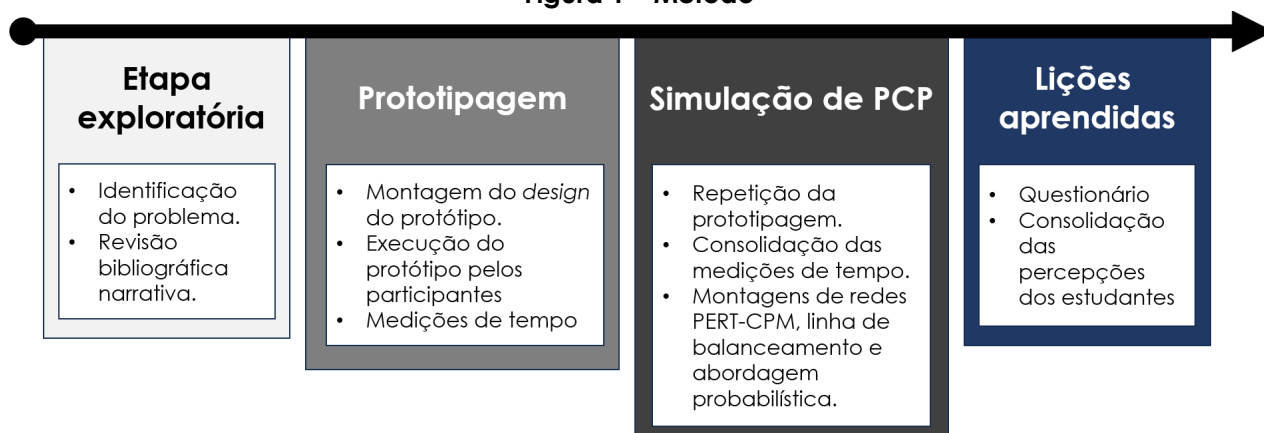 Figura 1 – Método
Etapa
exploratória
• Identificação
do problema.
• Revisão
bibliográfica
narrativa.
Prototipagem
• Montagem do design
do protótipo.
• Execução do
protótipo pelos
participantes
• Medições de tempo
Simulação de PCP
• Repetição da
prototipagem.
• Consolidação das
medições de tempo.
• Montagens de redes
PERT-CPM, linha de
balanceamento e
abordagem
probabilística.
Lições
aprendidas
• Questionário
• Consolidação
das
percepções
dos estudantes